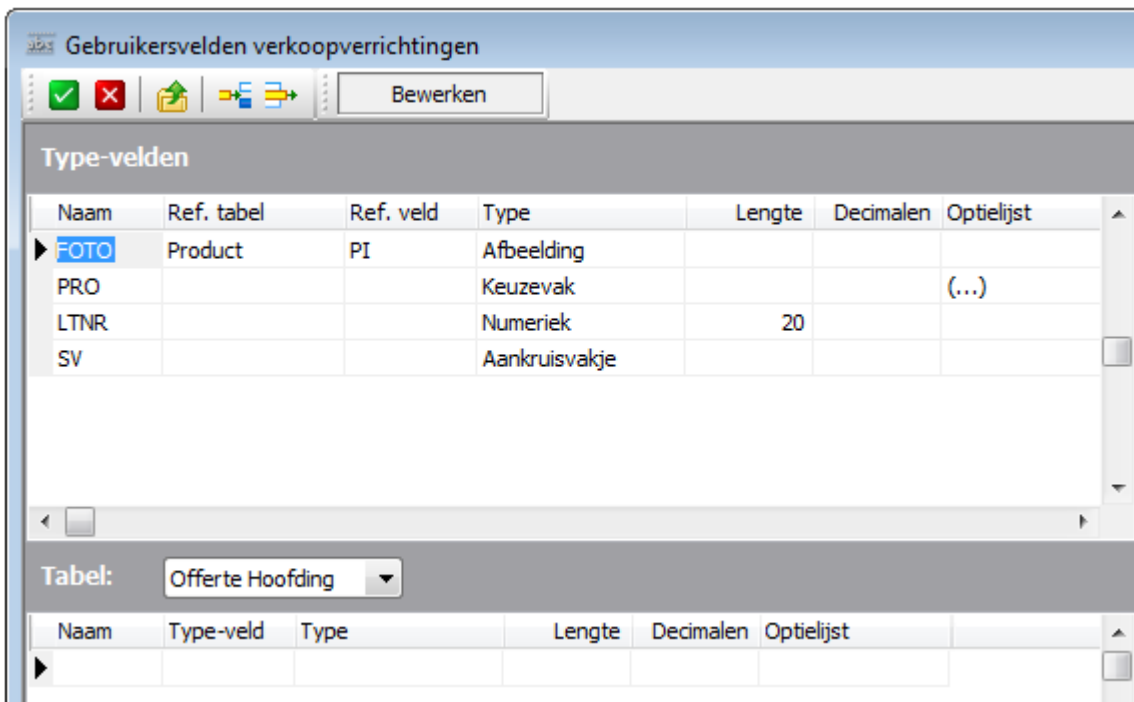 Gebruikersvelden verkoopverrichtingen
Bewerken
Type-velden
Naam Ref. tabel Ref. veld Type Lengte Decimalen Optielijst
FOTO Product PI Afbeelding
PRO Keuzevak (...)
LTNR Numeriek 20
SV Aankruisvakje
Tabel: Offerte Hoofding
Naam Type-veld Type Lengte Decimalen Optielijst